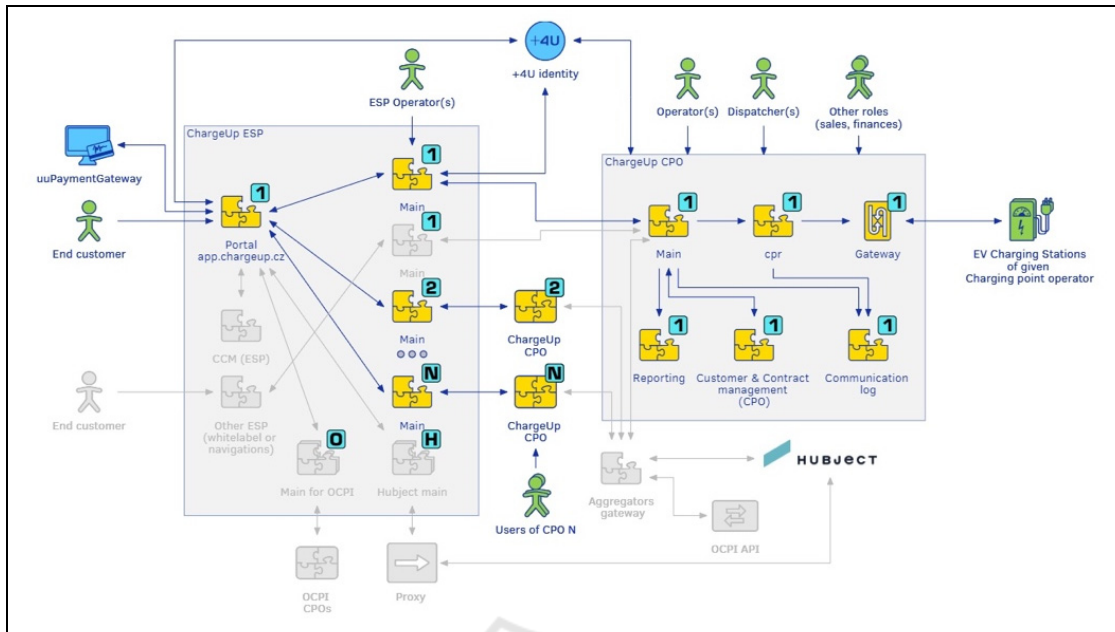 +4U
+4U identity
ESP Operator(s)
Operator(s)
Dispatcher(s)
Other roles
(sales, finances)
uuPaymentGateway
End customer
ChargeUp ESP
1
Portal
app.chargeup.cz
1
Main
1
Main
2
Main
N
Main
CCM (ESP)
End customer
Other ESP
(whitelabel or
navigations)
O
Main for OCPI
H
Hubject main
OCPI
CPOs
Proxy
2
ChargeUp
CPO
N
ChargeUp
CPO
Users of CPO N
ChargeUp CPO
1
Main
1
cpr
1
Gateway
1
Reporting
1
Customer & Contract
management
(CPO)
1
Communication
log
EV Charging Stations
of given
Charging point operator
Aggregators
gateway
HUBJECT
OCPI API